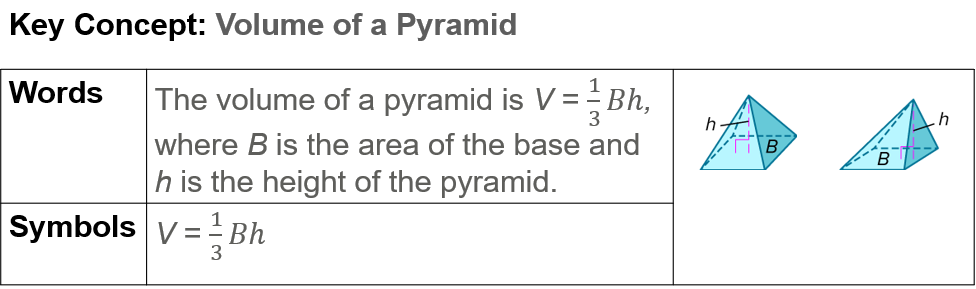 Key Concept: Volume of a Pyramid
Words
The volume of a pyramid is V = 1/3 Bh,
where B is the area of the base and
h is the height of the pyramid.
h
B
h
B
Symbols
V = 1/3 Bh